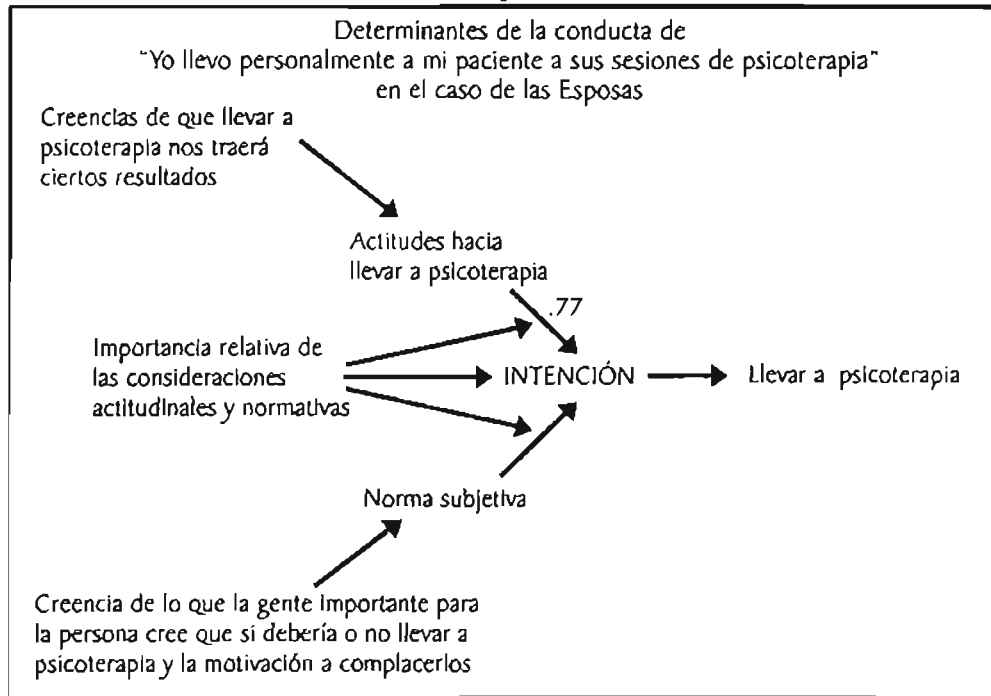 Determinantes de la conducta de
"Yo llevo personalmente a mi paciente a sus sesiones de psicoterapia"
en el caso de las Esposas
Creencias de que llevar a
psicoterapia nos traerá
ciertos resultados
Actitudes hacia
llevar a psicoterapia
.77
Importancia relativa de
las consideraciones
actitudinales y normativas
INTENCIÓN
Llevar a psicoterapia
Norma subjetiva
Creencia de lo que la gente importante para
la persona cree que si debería o no llevar a
psicoterapia y la motivación a complacerlos